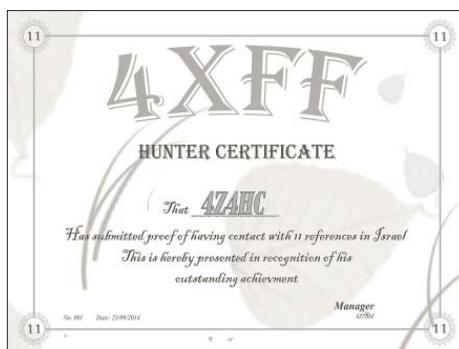 11 11
4XFF
HUNTER CERTIFICATE
That 4Z4HC
Has submitted proof of having contact with 11 references in Israel
This is hereby presented in recognition of his
outstanding achievment
Manager
No. 001 Date: 23/09/2014
11 11